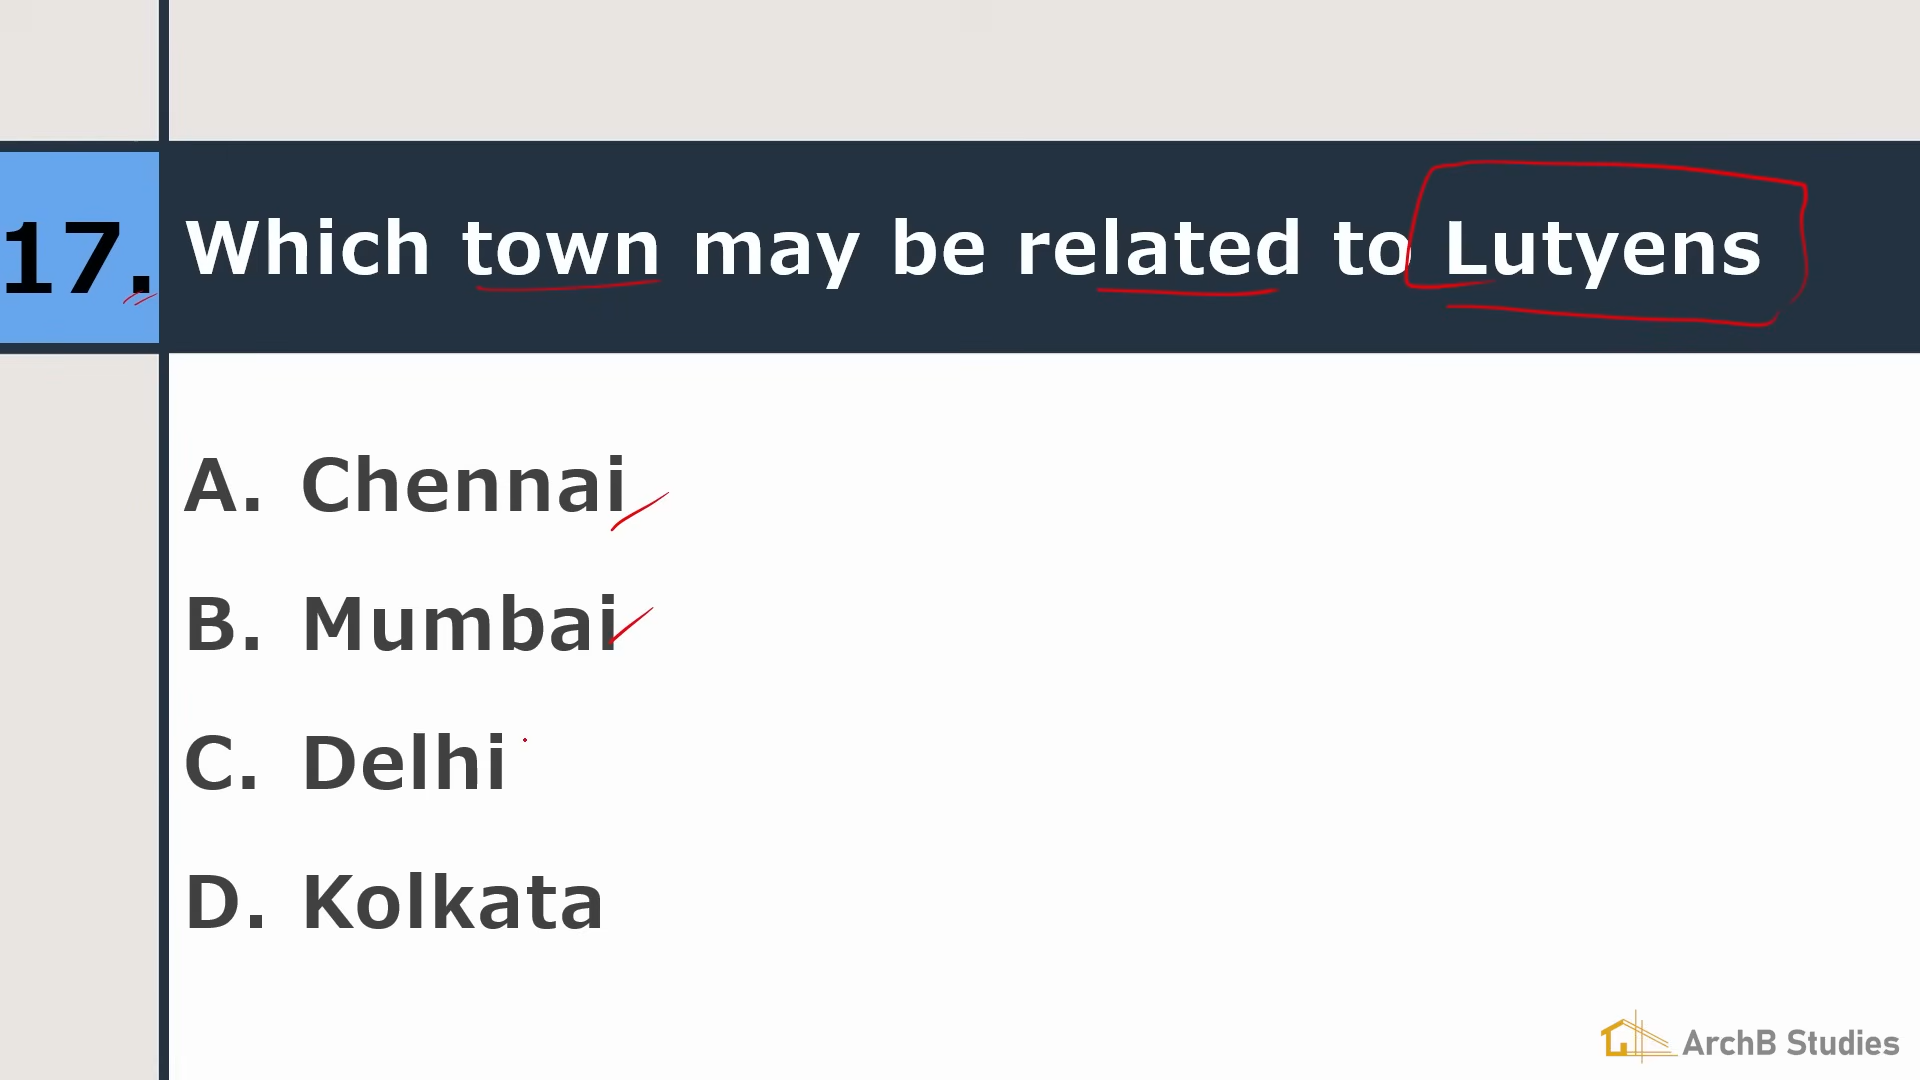 17. Which town may be related to Lutyens
A. Chennai
B. Mumbai
C. Delhi
D. Kolkata
ArchB Studies